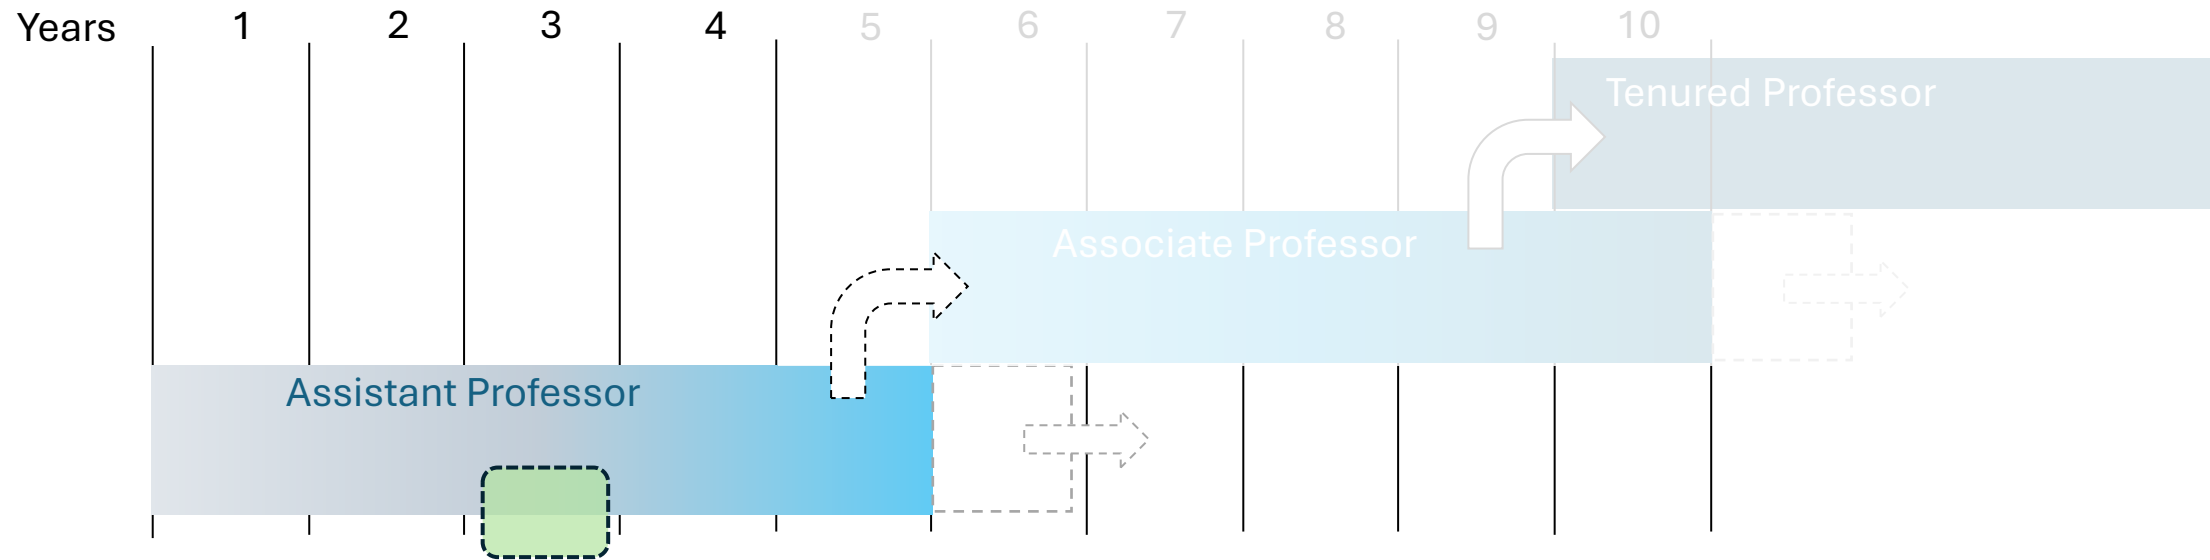 Years 1 2 3 4 5 6 7 8 9 10
Tenured Professor
Associate Professor
Assistant Professor